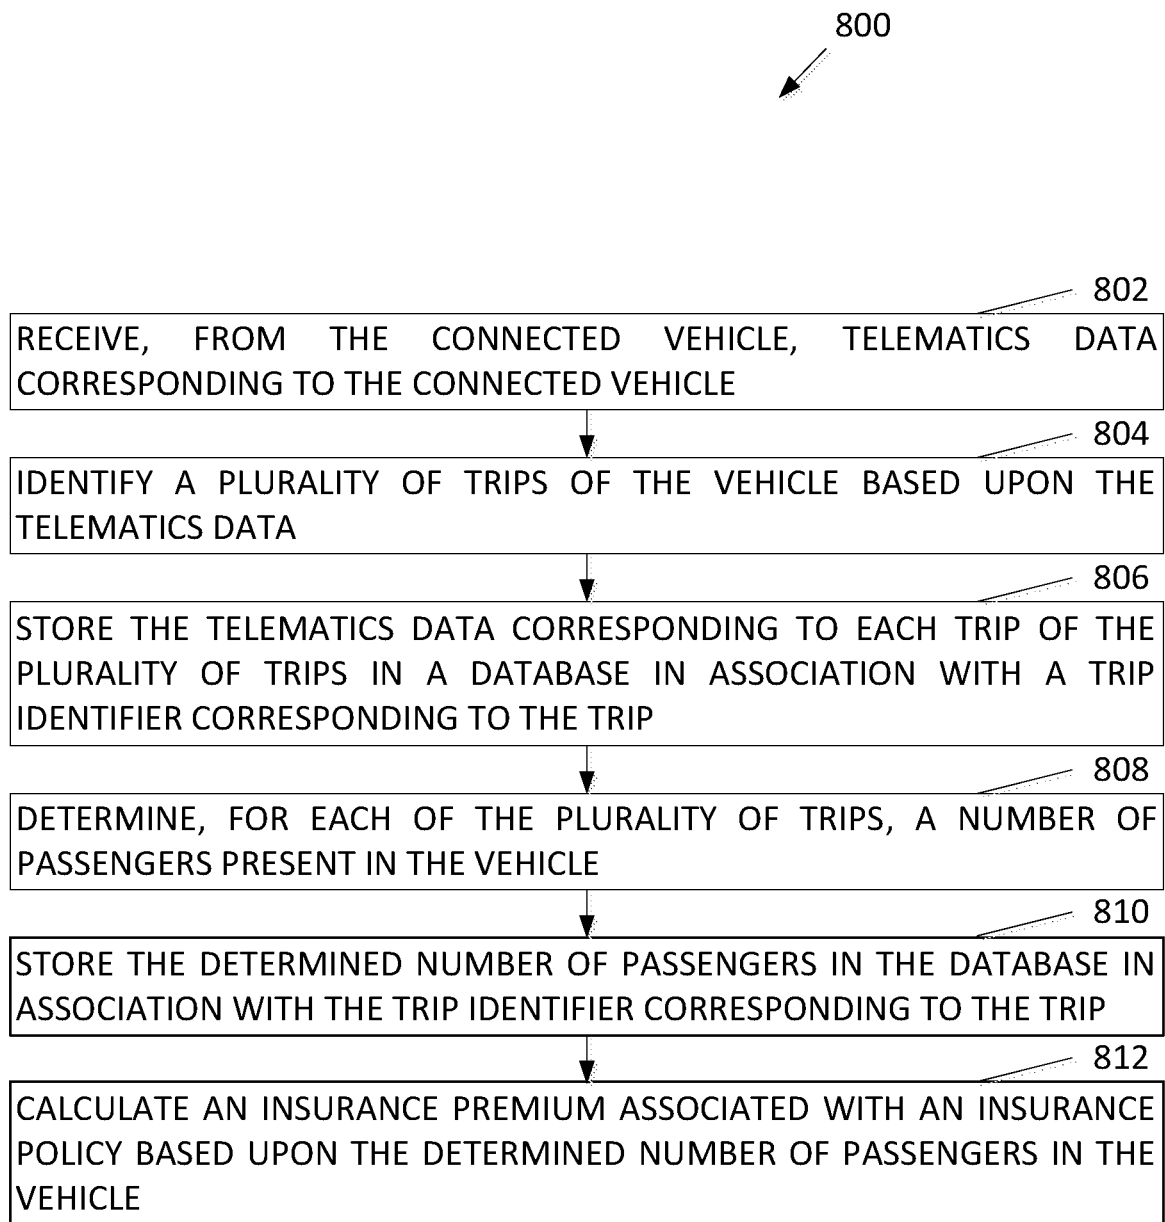 800
802
RECEIVE, FROM THE CONNECTED VEHICLE, TELEMATICS DATA
CORRESPONDING TO THE CONNECTED VEHICLE
804
IDENTIFY A PLURALITY OF TRIPS OF THE VEHICLE BASED UPON THE
TELEMATICS DATA
806
STORE THE TELEMATICS DATA CORRESPONDING TO EACH TRIP OF THE
PLURALITY OF TRIPS IN A DATABASE IN ASSOCIATION WITH A TRIP
IDENTIFIER CORRESPONDING TO THE TRIP
808
DETERMINE, FOR EACH OF THE PLURALITY OF TRIPS, A NUMBER OF
PASSENGERS PRESENT IN THE VEHICLE
810
STORE THE DETERMINED NUMBER OF PASSENGERS IN THE DATABASE IN
ASSOCIATION WITH THE TRIP IDENTIFIER CORRESPONDING TO THE TRIP
812
CALCULATE AN INSURANCE PREMIUM ASSOCIATED WITH AN INSURANCE
POLICY BASED UPON THE DETERMINED NUMBER OF PASSENGERS IN THE
VEHICLE